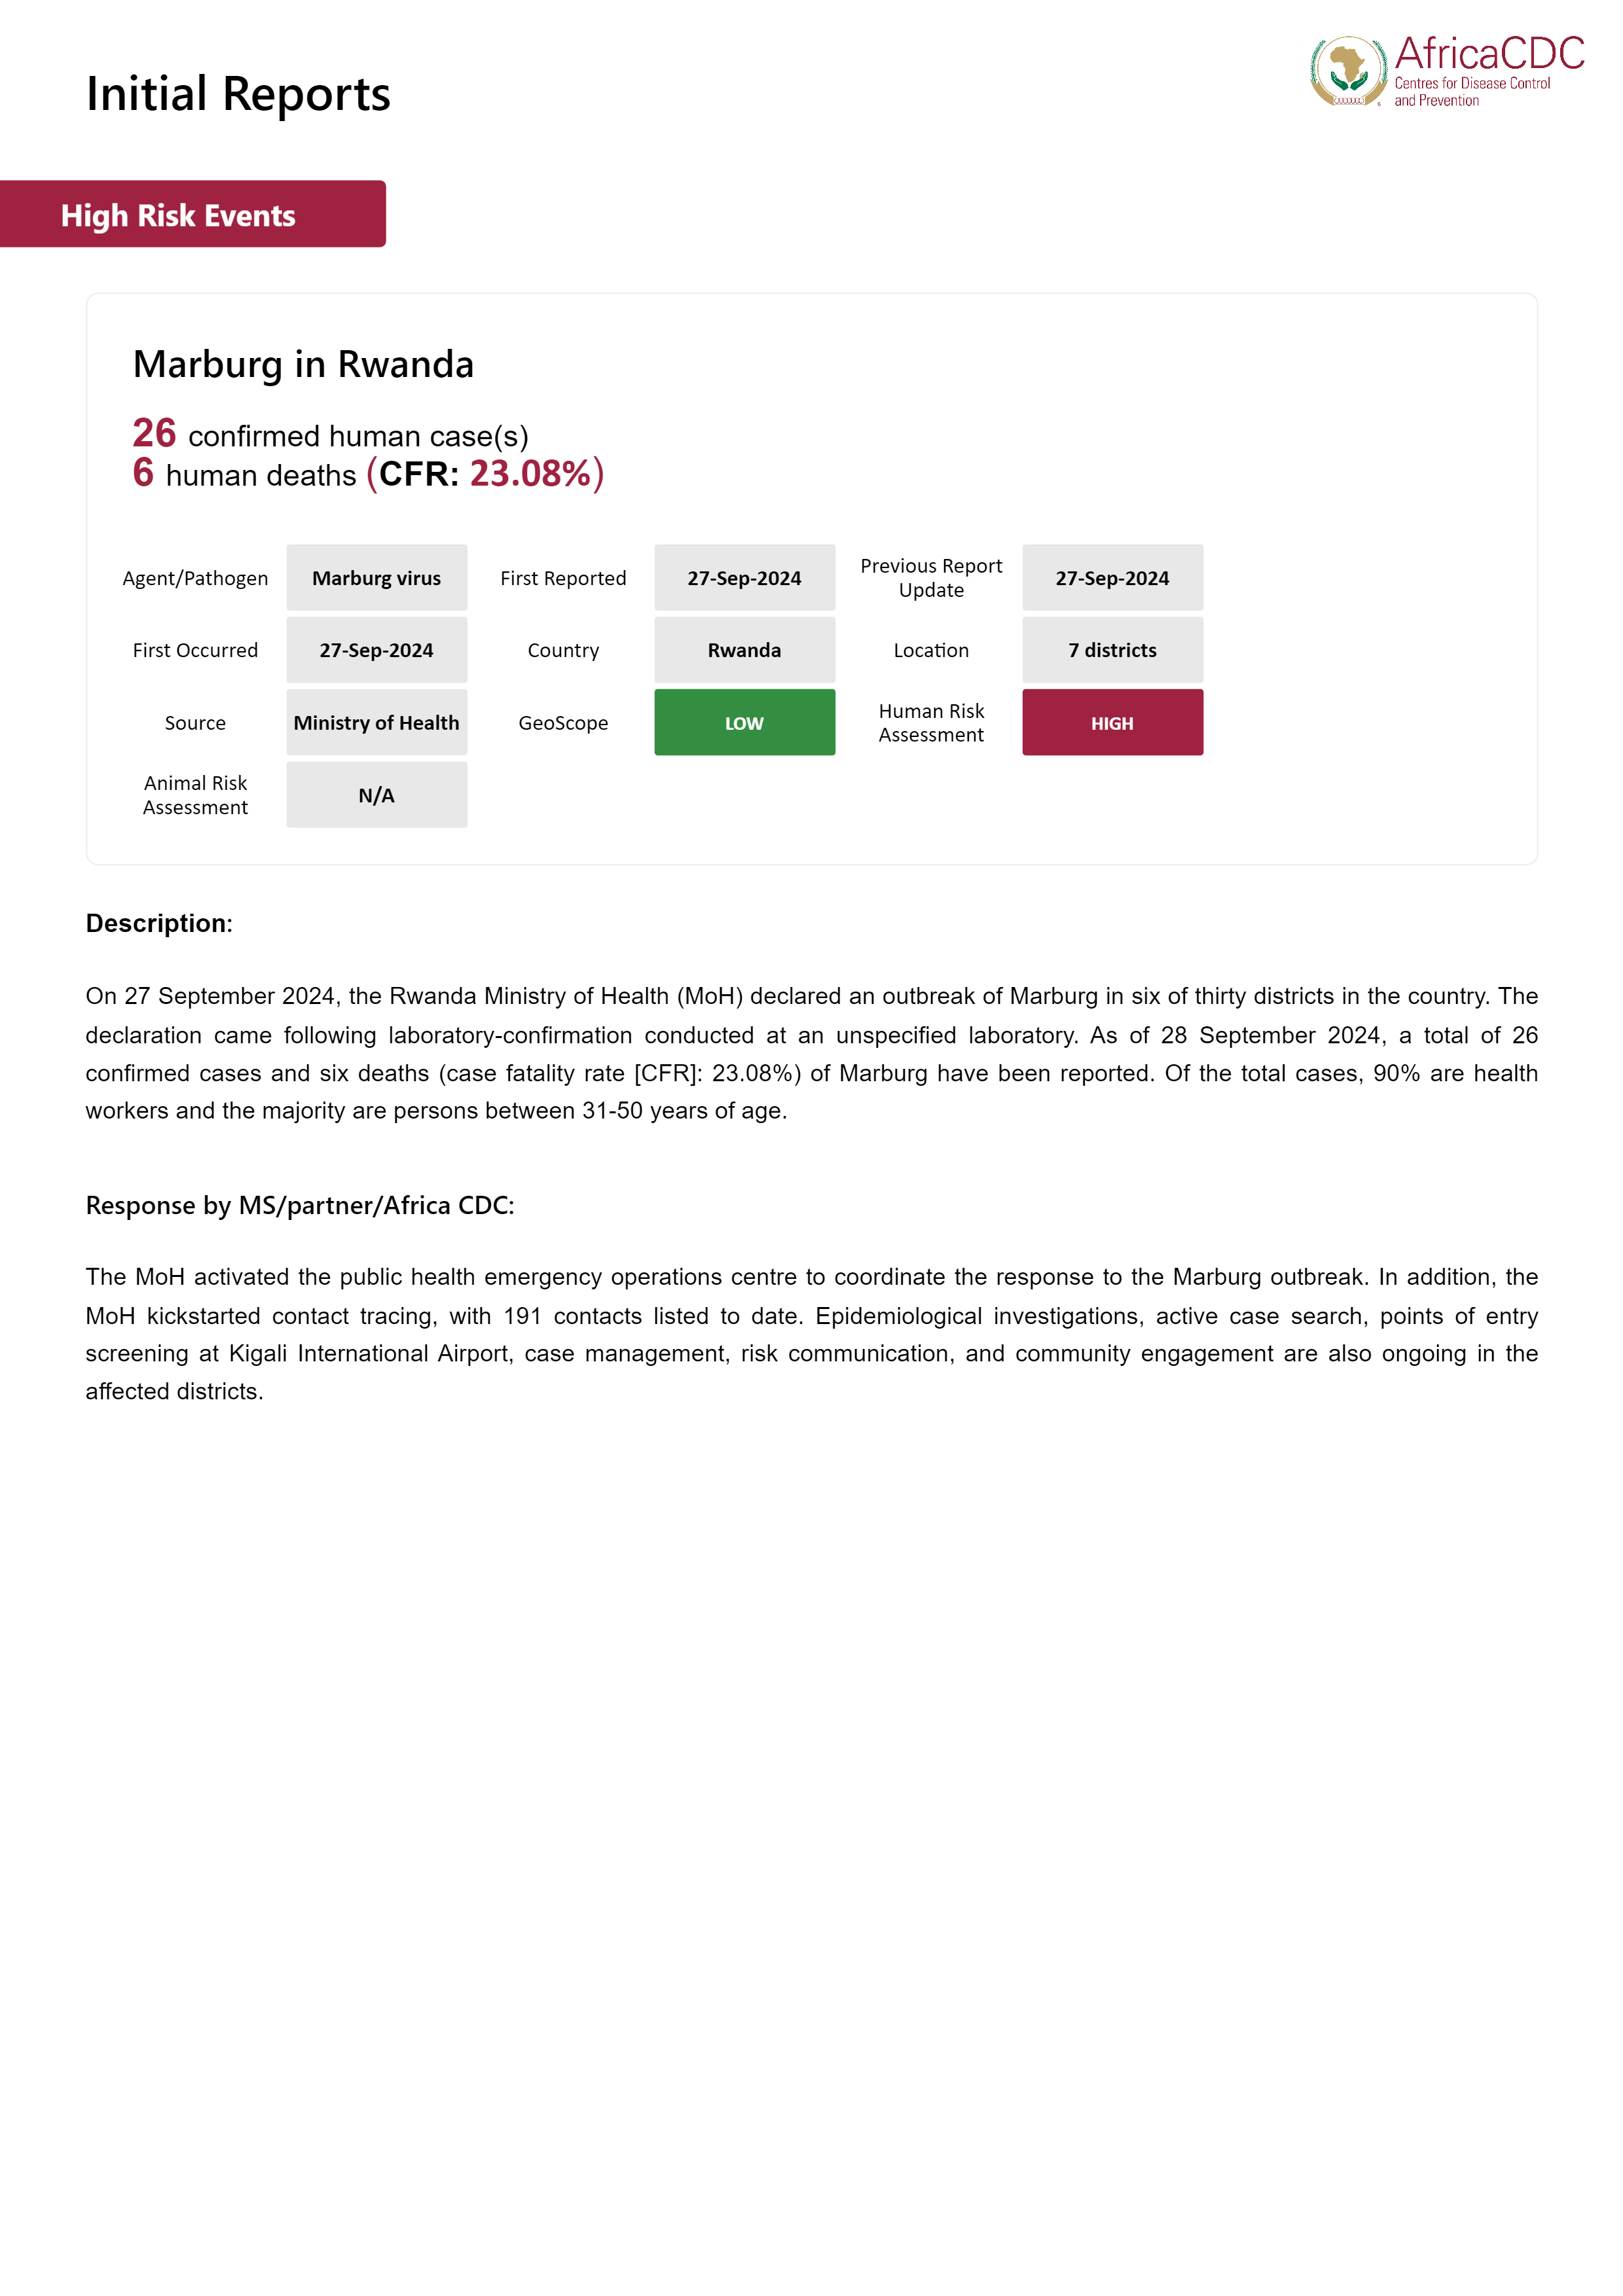 Initial Reports
AfricaCDC
Centres for Disease Control
and Prevention
High Risk Events
Marburg in Rwanda
26 confirmed human case(s)
6 human deaths (CFR: 23.08%)
Agent/Pathogen Marburg virus First Reported 27-Sep-2024 Previous Report Update 27-Sep-2024
First Occurred 27-Sep-2024 Country Rwanda Location 7 districts
Source Ministry of Health GeoScope LOW Human Risk Assessment HIGH
Animal Risk Assessment N/A
Description:
On 27 September 2024, the Rwanda Ministry of Health (MoH) declared an outbreak of Marburg in six of thirty districts in the country. The
declaration came following laboratory-confirmation conducted at an unspecified laboratory. As of 28 September 2024, a total of 26
confirmed cases and six deaths (case fatality rate [CFR]: 23.08%) of Marburg have been reported. Of the total cases, 90% are health
workers and the majority are persons between 31-50 years of age.
Response by MS/partner/Africa CDC:
The MoH activated the public health emergency operations centre to coordinate the response to the Marburg outbreak. In addition, the
MoH kickstarted contact tracing, with 191 contacts listed to date. Epidemiological investigations, active case search, points of entry
screening at Kigali International Airport, case management, risk communication, and community engagement are also ongoing in the
affected districts.